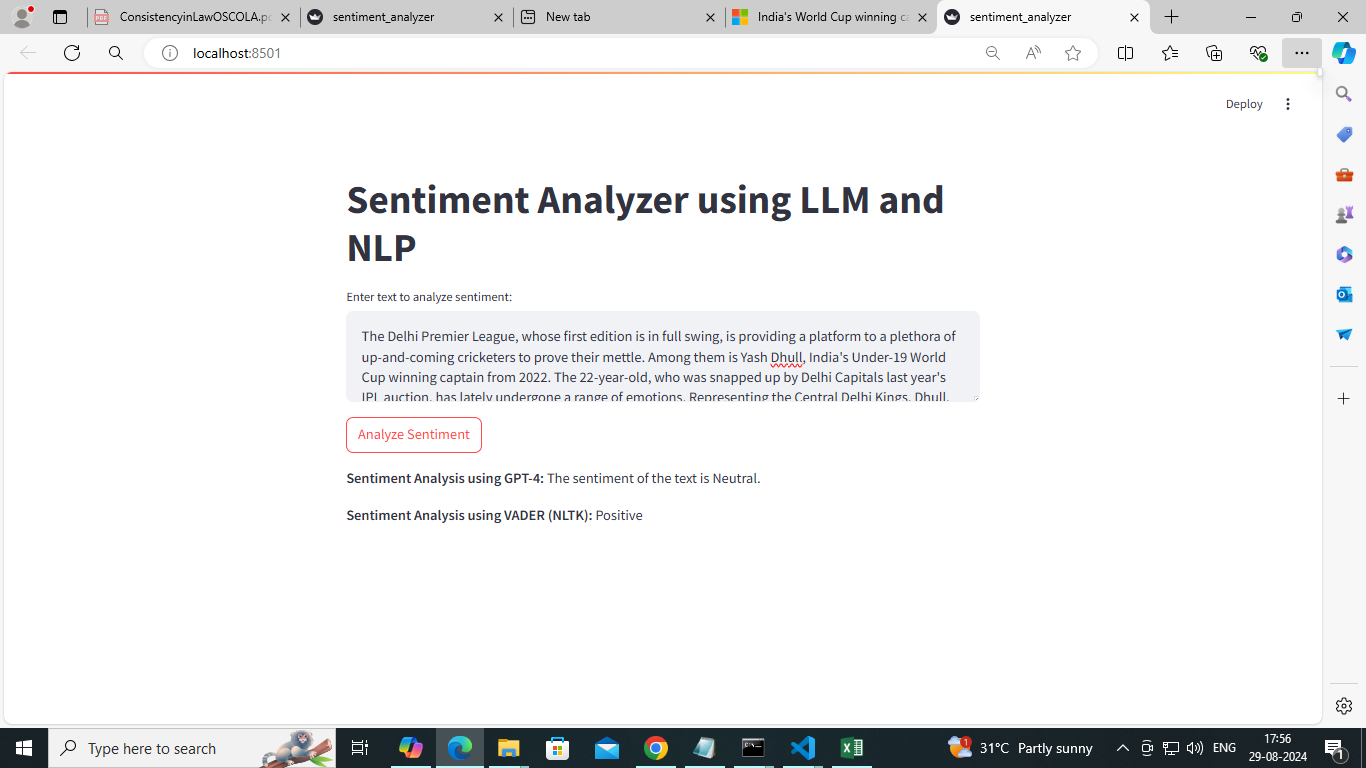 ConsistencyinLawOSCOLA.pd
sentiment_analyzer
New tab
India's World Cup winning ca
sentiment_analyzer
localhost:8501
Deploy
Sentiment Analyzer using LLM and
NLP
Enter text to analyze sentiment:
The Delhi Premier League, whose first edition is in full swing, is providing a platform to a plethora of
up-and-coming cricketers to prove their mettle. Among them is Yash Dhull, India's Under-19 World
Cup winning captain from 2022. The 22-year-old, who was snapped up by Delhi Capitals last year's
IPL auction, has lately undergone a range of emotions. Representing the Central Delhi Kings, Dhull,
Analyze Sentiment
Sentiment Analysis using GPT-4: The sentiment of the text is Neutral.
Sentiment Analysis using VADER (NLTK): Positive
Type here to search
31°C Partly sunny
ENG
17:56
29-08-2024
1
1